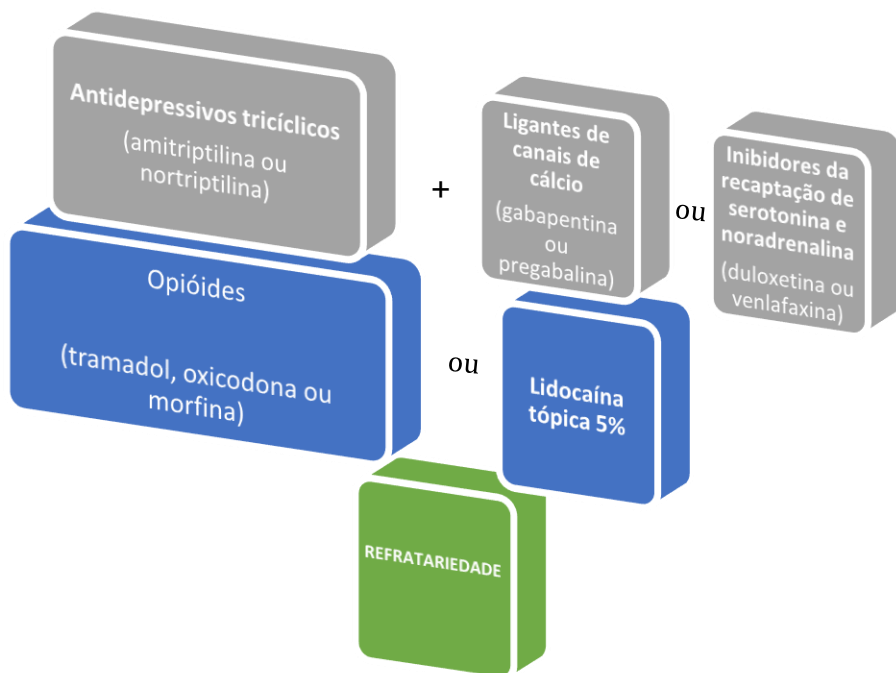 Antidepressivos tricíclicos
(amitriptilina ou
nortriptilina)
+
Ligantes de
canais de
cálcio
(gabapentina
ou
pregabalina)
ou
Inibidores da
recaptação de
serotonina e
noradrenalina
(duloxetina ou
venlafaxina)
Opióides
(tramadol, oxicodona ou
morfina)
ou
Lidocaína
tópica 5%
REFRATARIEDADE